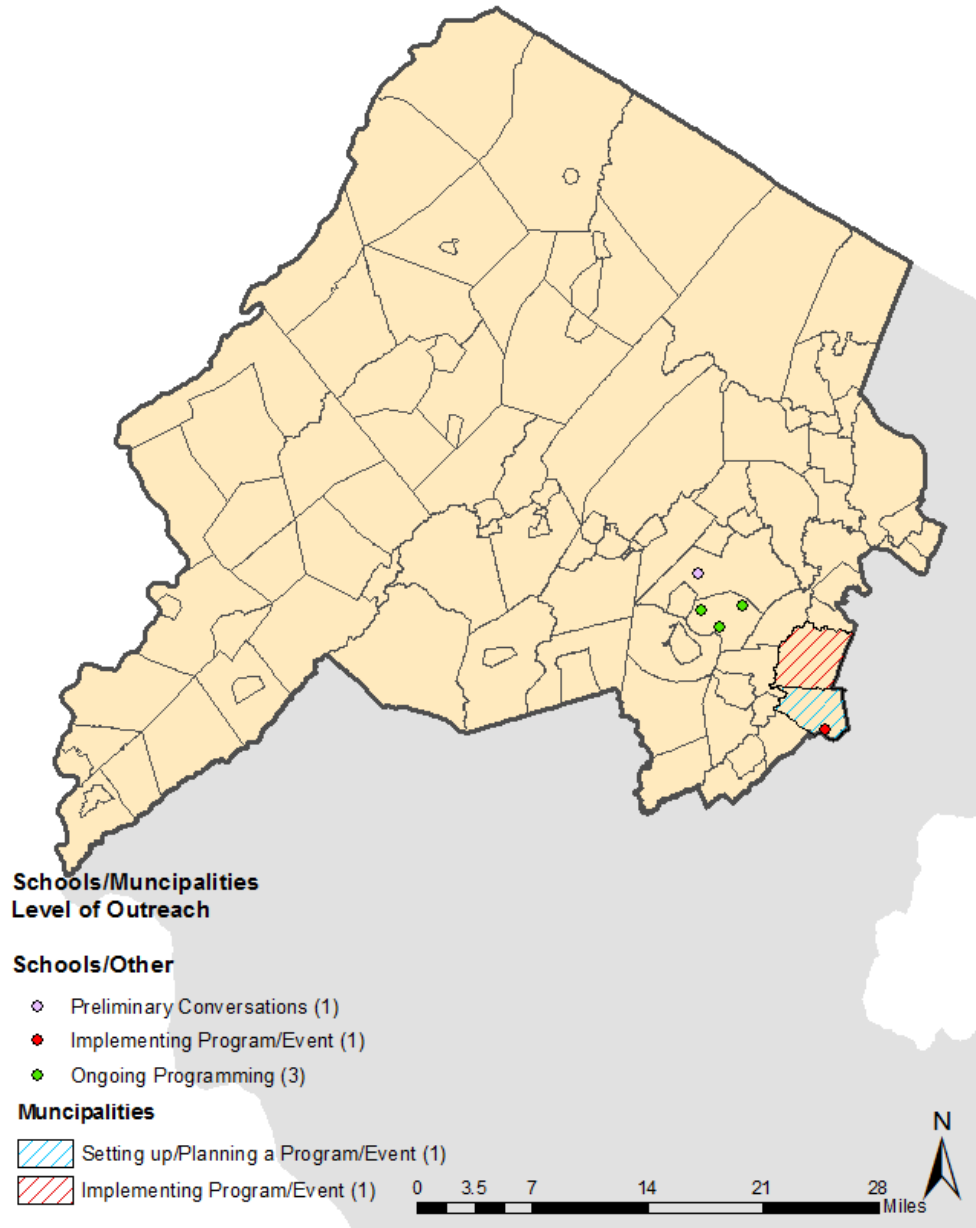 Schools/Muncipalities
Level of Outreach
Schools/Other
Preliminary Conversations (1)
Implementing Program/Event (1)
Ongoing Programming (3)
Muncipalities
Setting up/Planning a Program/Event (1)
Implementing Program/Event (1)
0 3.5 7 14 21 28
Miles
N